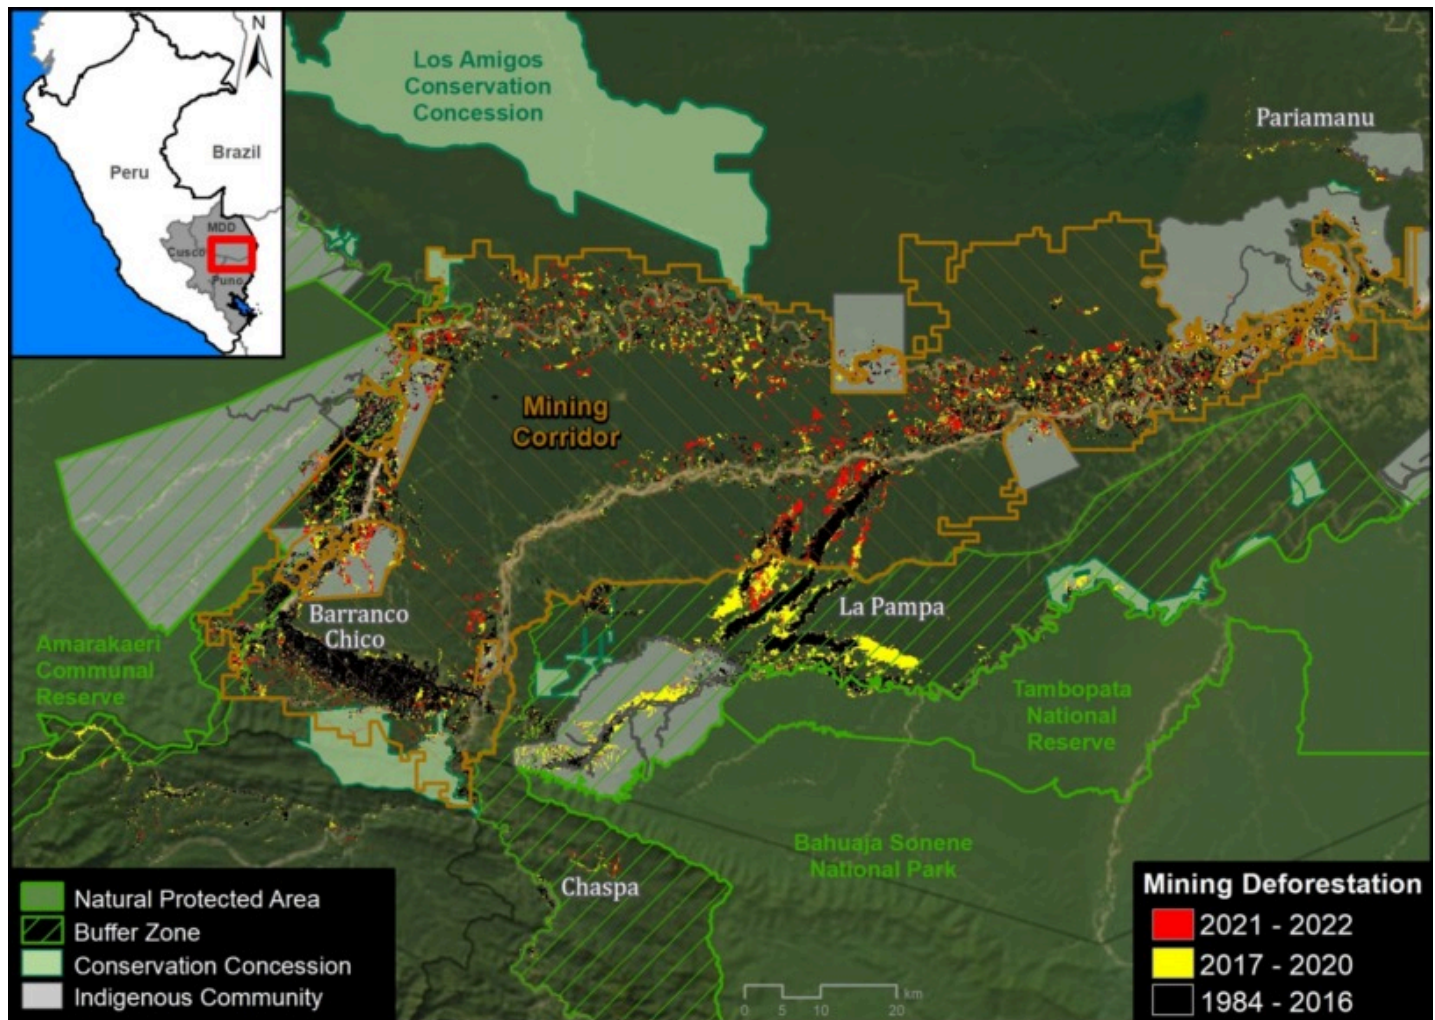 N
Peru
Brazil
MDD
Cusco
Puno
Los Amigos
Conservation
Concession
Pariamanu
Mining
Corridor
Barranco
Chico
La Pampa
Amarakaeri
Communal
Reserve
Tambopata
National
Reserve
Bahuaja Sonene
National Park
Chaspa
Natural Protected Area
Buffer Zone
Conservation Concession
Indigenous Community
km
0 5 10 20
Mining Deforestation
2021 - 2022
2017 - 2020
1984 - 2016